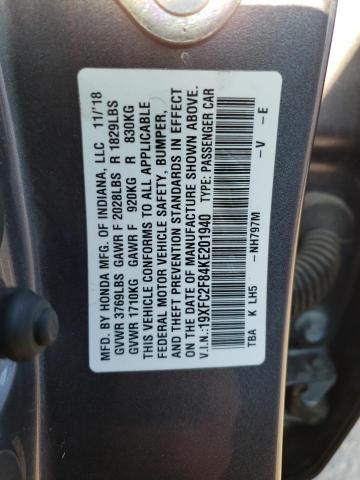 MFD. BY HONDA MFG. OF INDIANA, LLC 11/18
GVWR 3769LBS GAWR F 2028LBS R 1829LBS
GVWR 1710KG GAWR F 920KG R 830KG
THIS VEHICLE CONFORMS TO ALL APPLICABLE
FEDERAL MOTOR VEHICLE SAFETY, BUMPER,
AND THEFT PREVENTION STANDARDS IN EFFECT
ON THE DATE OF MANUFACTURE SHOWN ABOVE.
V.I.N.:19XFC2F84KE201940 TYPE: PASSENGER CAR
TBA K LH5 - NH797M - V - E